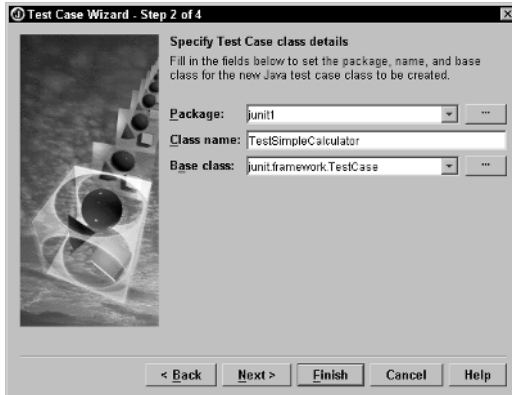 Test Case Wizard - Step 2 of 4
Specify Test Case class details
Fill in the fields below to set the package, name, and base
class for the new Java test case class to be created.
Package: junit1 ...
Class name: TestSimpleCalculator
Base class: junit.framework.TestCase ...
< Back Next > Finish Cancel Help